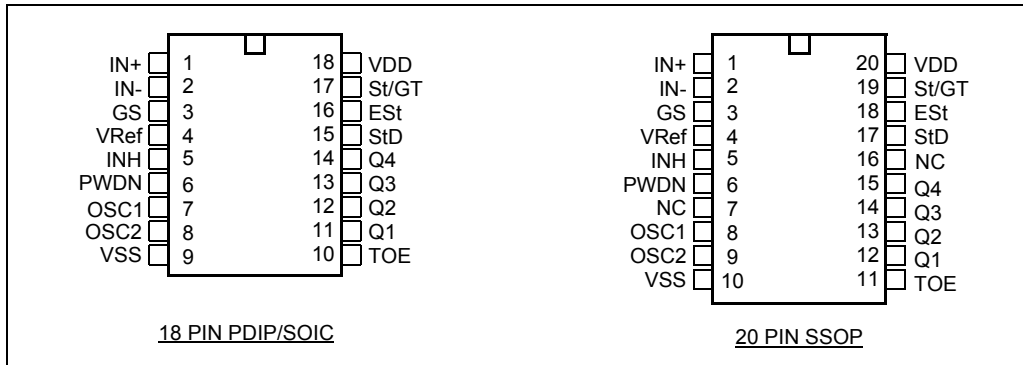 IN+ 1 18 VDD
IN- 2 17 St/GT
GS 3 16 ESt
VRef 4 15 StD
INH 5 14 Q4
PWDN 6 13 Q3
OSC1 7 12 Q2
OSC2 8 11 Q1
VSS 9 10 TOE
18 PIN PDIP/SOIC
IN+ 1 20 VDD
IN- 2 19 St/GT
GS 3 18 ESt
VRef 4 17 StD
INH 5 16 NC
PWDN 6 15 Q4
NC 7 14 Q3
OSC1 8 13 Q2
OSC2 9 12 Q1
VSS 10 11 TOE
20 PIN SSOP